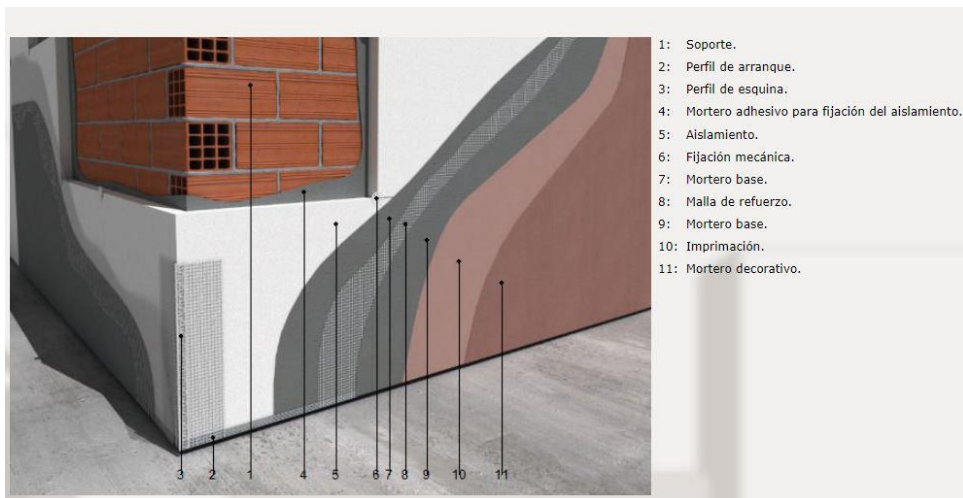 1: Soporte.
2: Perfil de arranque.
3: Perfil de esquina.
4: Mortero adhesivo para fijación del aislamiento.
5: Aislamiento.
6: Fijación mecánica.
7: Mortero base.
8: Malla de refuerzo.
9: Mortero base.
10: Imprimación.
11: Mortero decorativo.
3 2 1 4 5 6 7 8 9 10 11